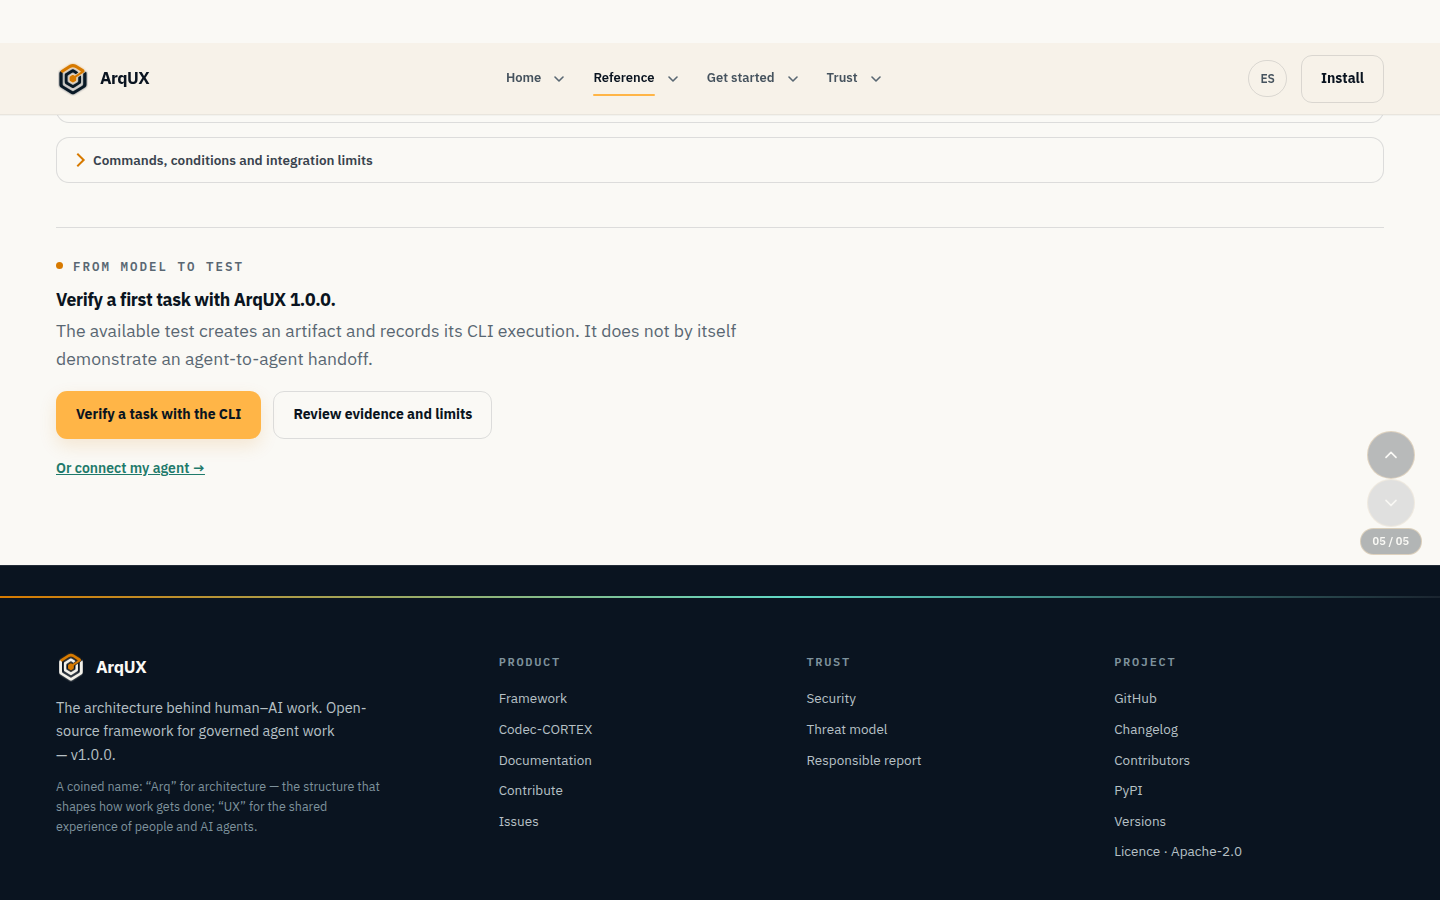 ArqUX
Home
Reference
Get started
Trust
ES
Install
Commands, conditions and integration limits
FROM MODEL TO TEST
Verify a first task with ArqUX 1.0.0.
The available test creates an artifact and records its CLI execution. It does not by itself
demonstrate an agent-to-agent handoff.
Verify a task with the CLI
Review evidence and limits
Or connect my agent →
05 / 05
ArqUX
The architecture behind human–AI work. Open-
source framework for governed agent work
— v1.0.0.
A coined name: “Arq” for architecture — the structure that
shapes how work gets done; “UX” for the shared
experience of people and AI agents.
PRODUCT
Framework
Codec-CORTEX
Documentation
Contribute
Issues
TRUST
Security
Threat model
Responsible report
PROJECT
GitHub
Changelog
Contributors
PyPI
Versions
Licence · Apache-2.0